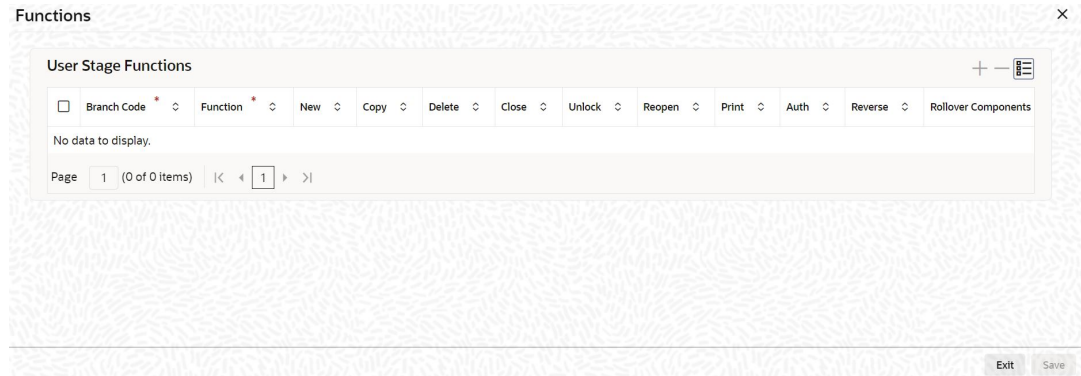 Functions
User Stage Functions
Branch Code * Function * New Copy Delete Close Unlock Reopen Print Auth Reverse Rollover Components
No data to display.
Page 1 (0 of 0 items) 1
Exit Save